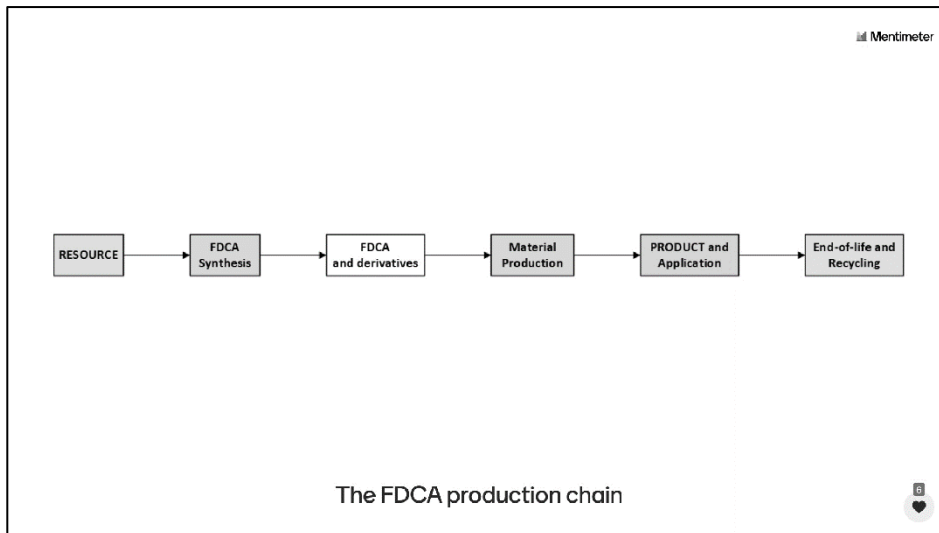 Mentimeter
RESOURCE
FDCA
Synthesis
FDCA
and derivatives
Material
Production
PRODUCT and
Application
End-of-life and
Recycling
The FDCA production chain
6